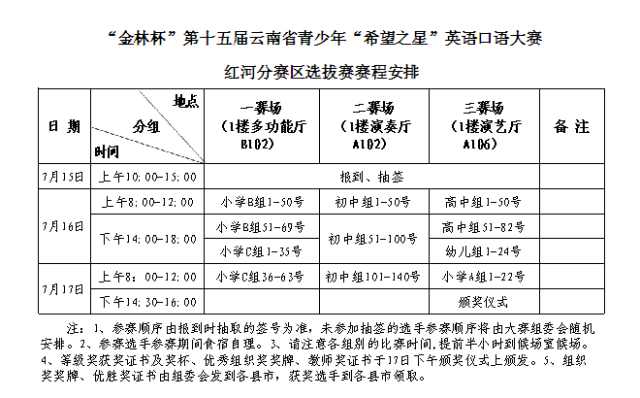 “金林杯”第十五届云南省青少年“希望之星”英语口语大赛
红河分赛区选拔赛赛程安排
日 期 地点 分组 时间 一赛场（1楼多功能厅B102） 二赛场（1楼演奏厅A102） 三赛场（1楼演艺厅A106） 备 注
7月15日 上午10:00-15:00 报到、抽签
7月16日 上午8:00-12:00 小学B组1-50号 初中组1-50号 高中组1-50号
下午14:00-18:00 小学B组51-69号 初中组51-100号 高中组51-82号
小学C组1-35号 幼儿组1-24号
7月17日 上午8：00-12:00 小学C组36-63号 初中组101-140号 小学A组1-22号
下午14:30-16:00 颁奖仪式
注：1、参赛顺序由报到时抽取的签号为准，未参加抽签的选手参赛顺序将由大赛组委会随机
安排。2、参赛选手参赛期间食宿自理。3、请注意各组别的比赛时间,提前半小时到候场室候场。
4、等级奖获奖证书及奖杯、优秀组织奖奖牌、教师奖证书于17日下午颁奖仪式上颁发。5、组织
奖奖牌、优胜奖证书由组委会发到各县市，获奖选手到各县市领取。